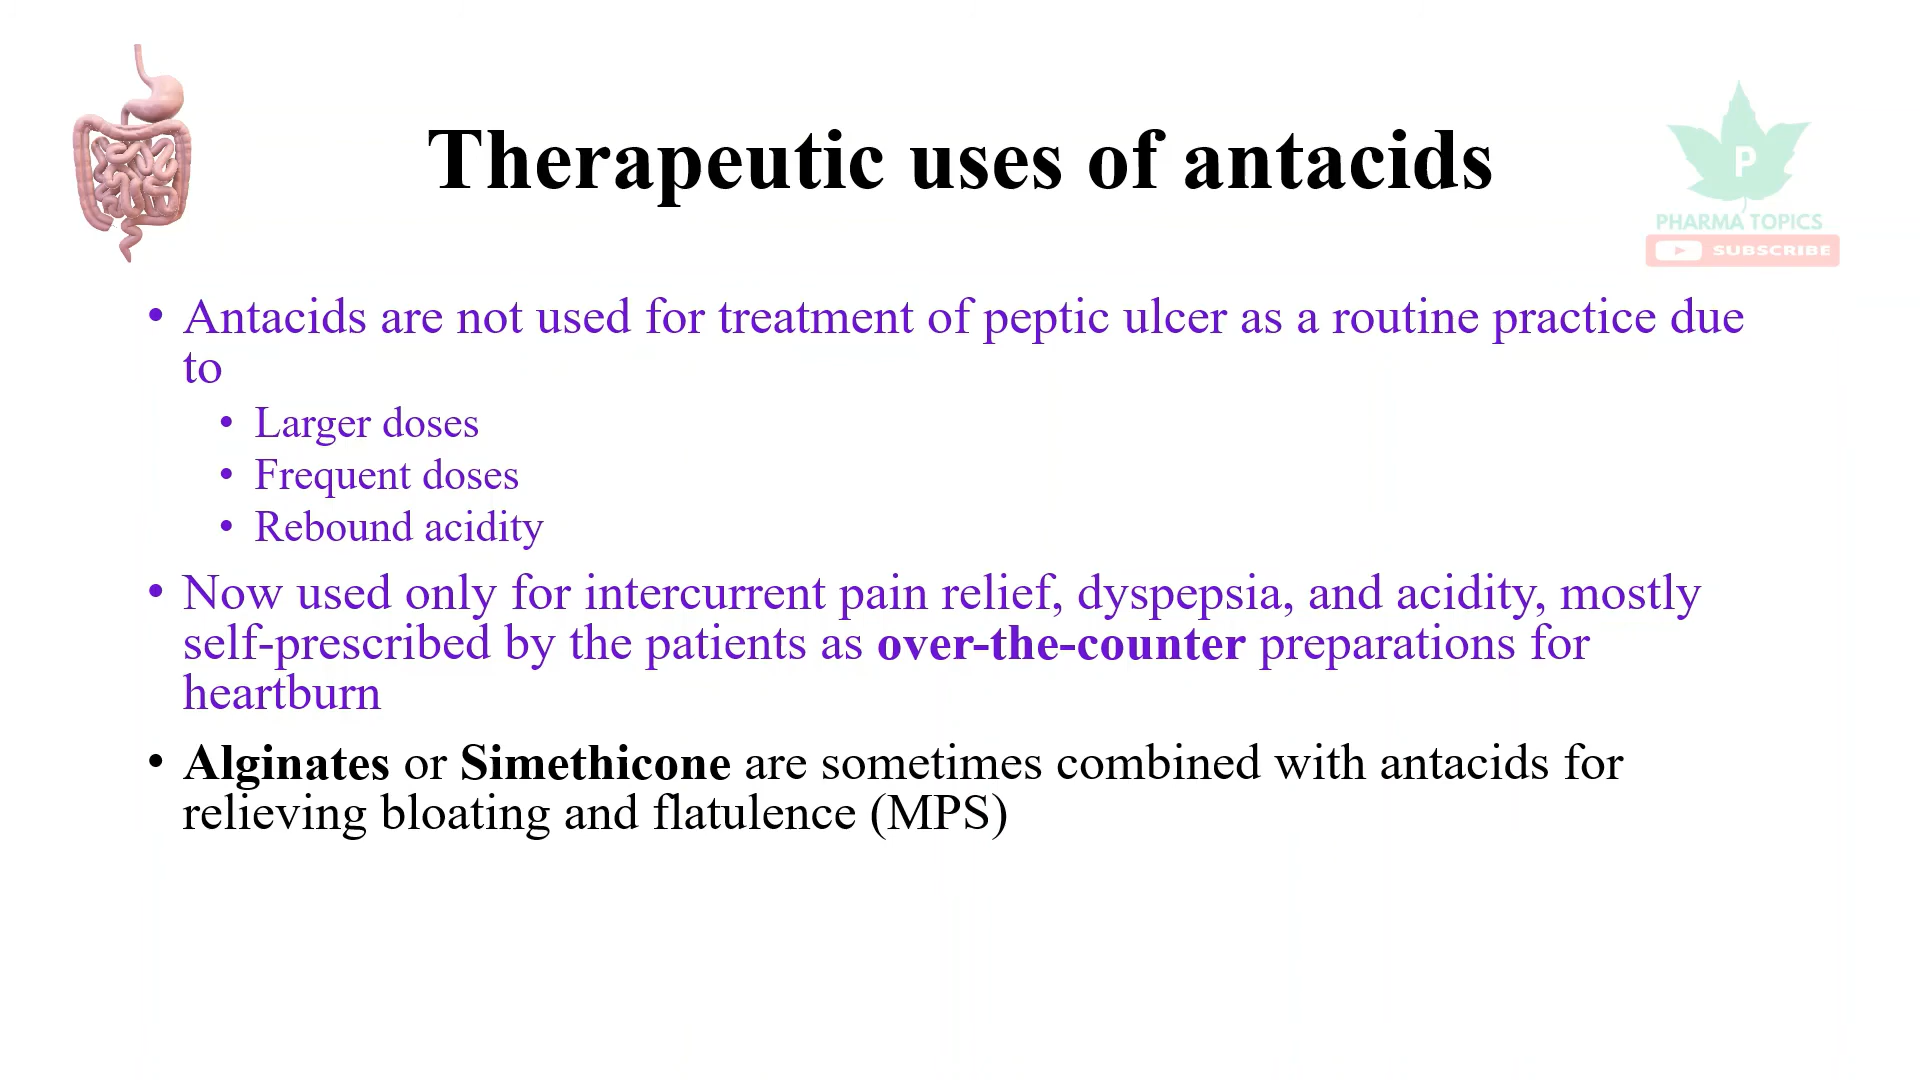 Therapeutic uses of antacids
P
PHARMA TOPICS
SUBSCRIBE
• Antacids are not used for treatment of peptic ulcer as a routine practice due
to
• Larger doses
• Frequent doses
• Rebound acidity
• Now used only for intercurrent pain relief, dyspepsia, and acidity, mostly
self-prescribed by the patients as over-the-counter preparations for
heartburn
• Alginates or Simethicone are sometimes combined with antacids for
relieving bloating and flatulence (MPS)